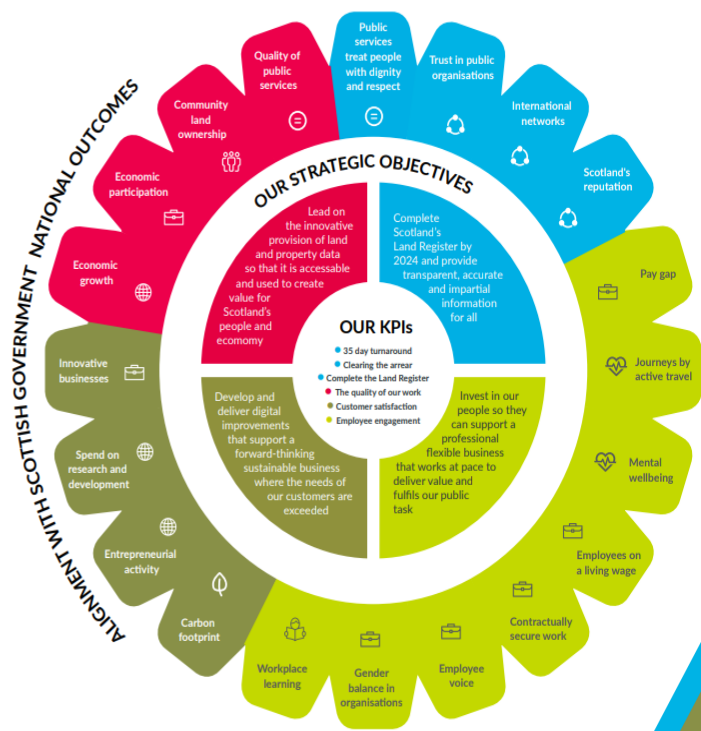 ALIGNMENT WITH SCOTTISH GOVERNMENT NATIONAL OUTCOMES
Economic
growth
Economic
participation
Community
land
ownership
Quality of
public
services
Public
services
treat people
with dignity
and respect
Trust in public
organisations
International
networks
Scotland's
reputation
Pay gap
Journeys by
active travel
Mental
wellbeing
Employees on
a living wage
Contractually
secure work
Employee
voice
Gender
balance in
organisations
Workplace
learning
Carbon
footprint
Entrepreneurial
activity
Spend on
research and
development
Innovative
businesses
OUR STRATEGIC OBJECTIVES
Lead on
the innovative
provision of land
and property data
so that it is accessable
and used to create
value for
Scotland's
people and
economy
Complete
Scotland's
Land Register by
2024 and provide
transparent, accurate
and impartial
information
for all
OUR KPIs
35 day turnaround
Clearing the arrear
Complete the Land Register
The quality of our work
Customer satisfaction
Employee engagement
Develop and
deliver digital
improvements
that support a
forward-thinking
sustainable business
where the needs of
our customers are
exceeded
Invest in our
people so they
can support a
professional
flexible business
that works at pace to
deliver value and
fulfils our public
task